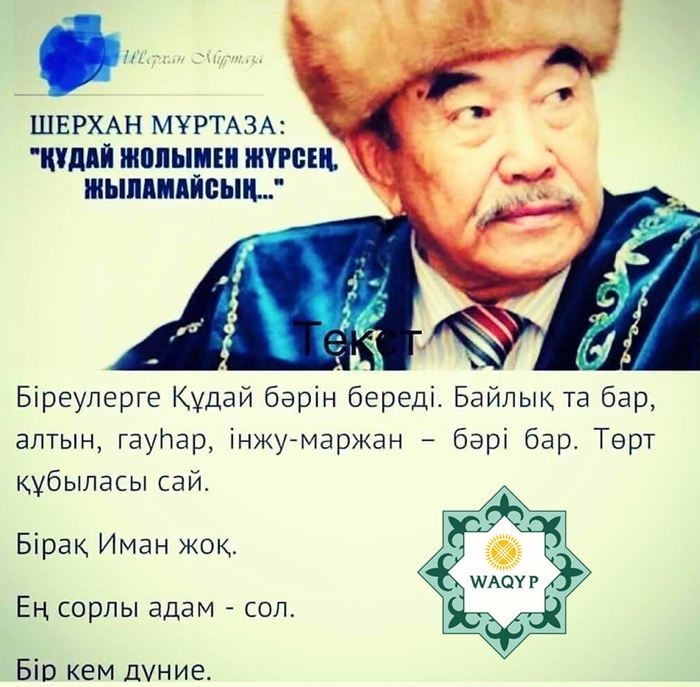 Шерхан Мұртаза
ШЕРХАН МҰРТАЗА:
"ҚҰДАЙ ЖОЛЫМЕН ЖҮРСЕҢ,
ЖЫЛАМАЙСЫҢ..."
Текст
Біреулерге Құдай бәрін береді. Байлық та бар,
алтын, гауһар, інжу-маржан – бәрі бар. Төрт
құбыласы сай.
Бірақ Иман жоқ.
WAQYP
Ең сорлы адам - сол.
Бір кем дүние.